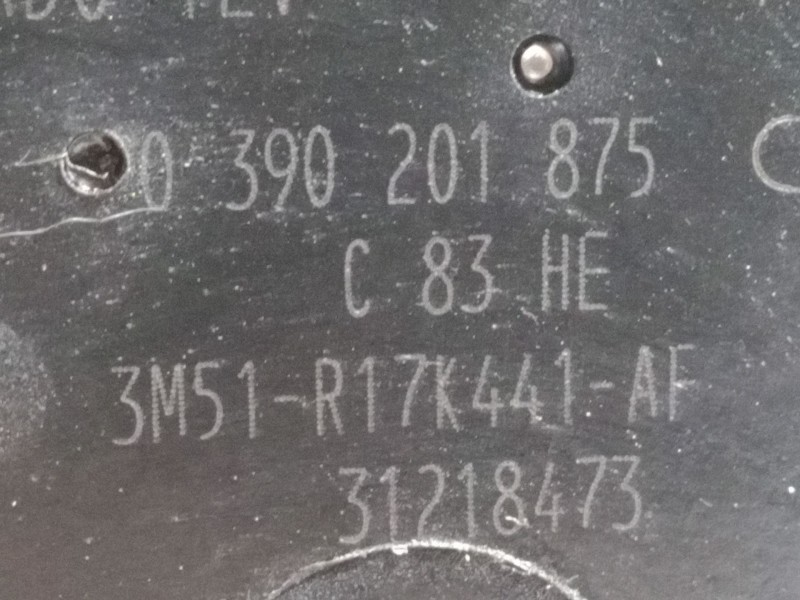 0 390 201 875
C 83 HE
3M51-R17K441-AF
31218473